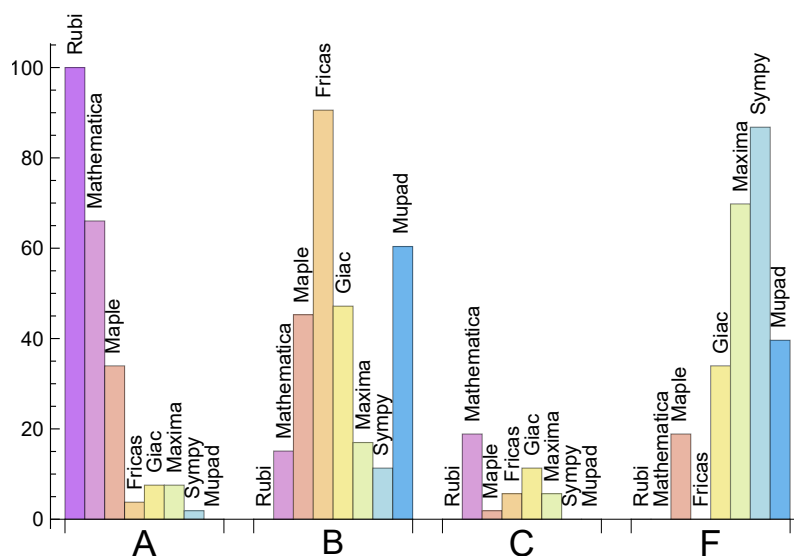 100
80
60
40
20
0
Rubi
Mathematica
Maple
Fricas
Giac
Maxima
Sympy
Mupad
Rubi
Mathematica
Maple
Fricas
Giac
Maxima
Sympy
Mupad
Rubi
Mathematica
Maple
Fricas
Giac
Maxima
Sympy
Mupad
Rubi
Mathematica
Maple
Fricas
Giac
Maxima
Sympy
Mupad
A
B
C
F